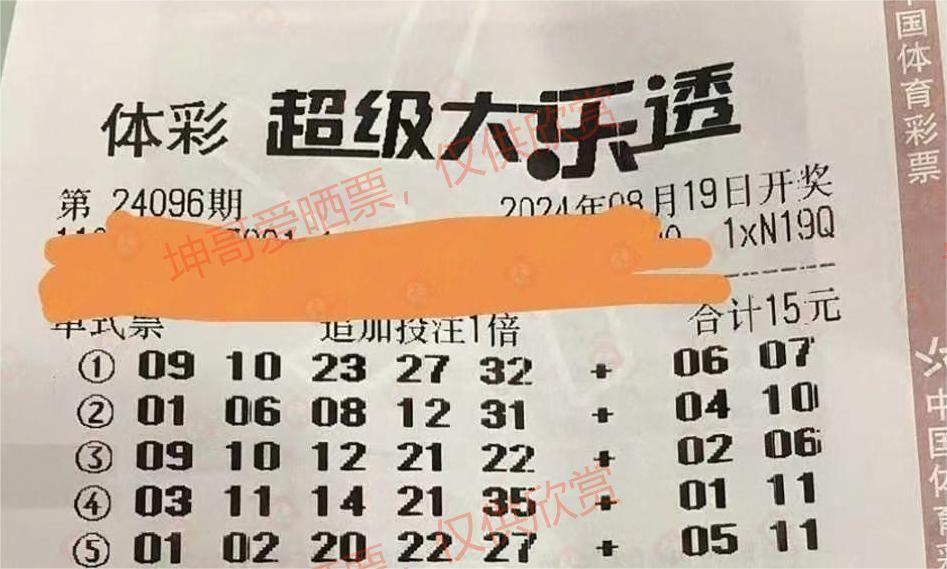 体彩 超级大乐透
第 24096期
2024年08月19日开奖
1xN19Q
单式票 追加投注1倍 合计15元
① 09 10 23 27 32 + 06 07
② 01 06 08 12 31 + 04 10
③ 09 10 12 21 22 + 02 06
④ 03 11 14 21 35 + 01 11
⑤ 01 02 20 22 27 + 05 11
国体育彩票
中国体育彩
坤哥爱晒票，仅供欣赏
票，仅供欣赏